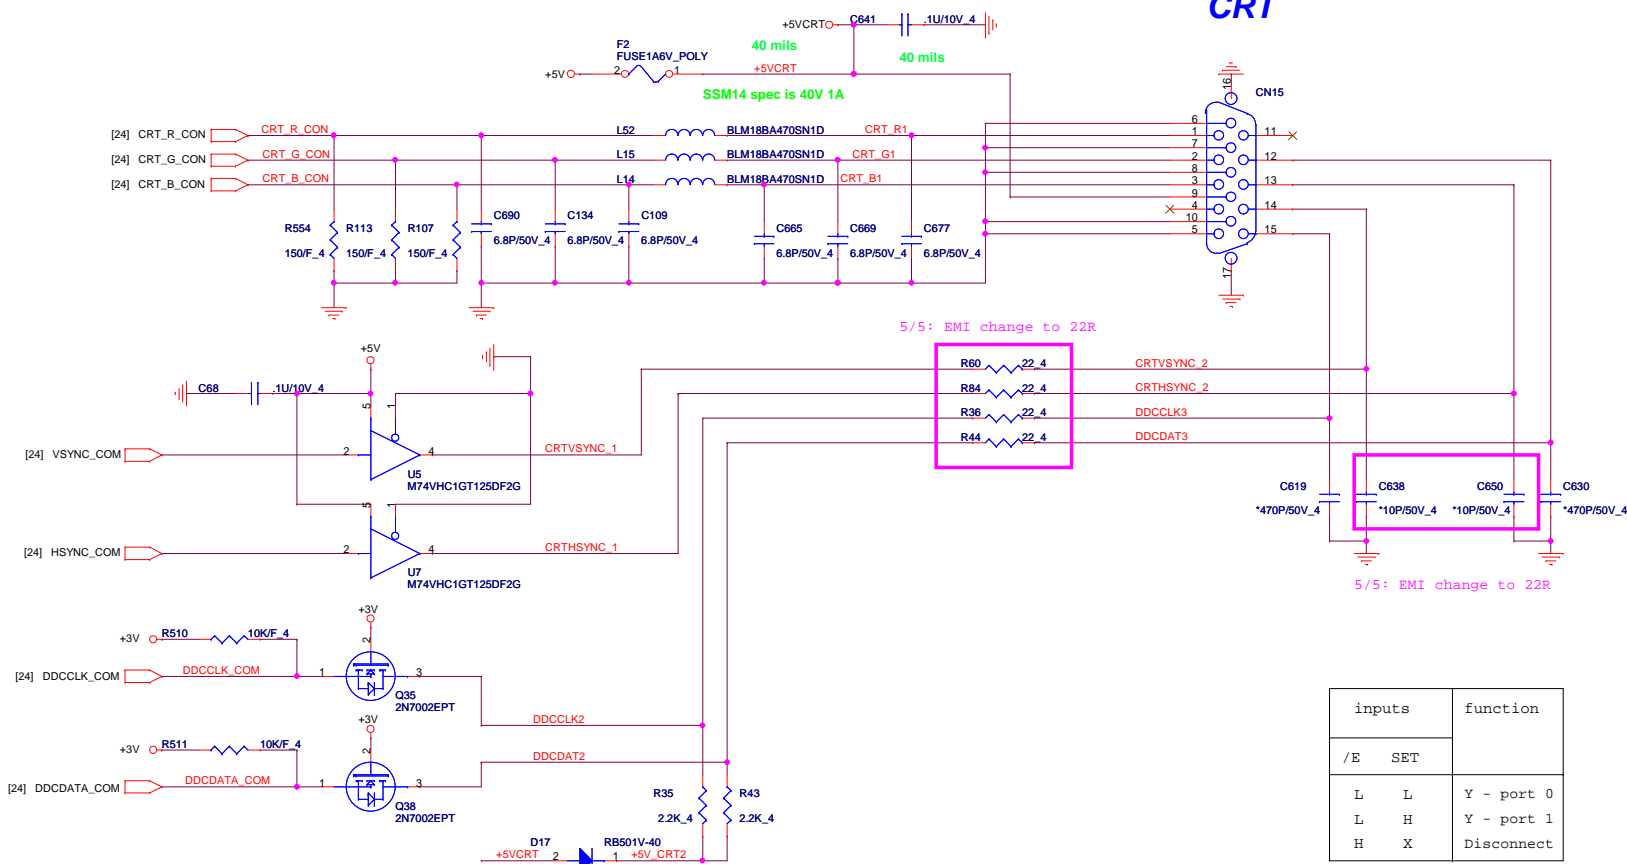 CRT
+5VCRT C641 .1U/10V_4
40 mils
40 mils
F2
FUSE1A6V_POLY
+5V 2 1 +5VCRT
SSM14 spec is 40V 1A
16
CN15
[24] CRT_R_CON CRT_R_CON L52 BLM18BA470SN1D CRT_R1
[24] CRT_G_CON CRT_G_CON L15 BLM18BA470SN1D CRT_G1
[24] CRT_B_CON CRT_B_CON L14 BLM18BA470SN1D CRT_B1
6
1 11
7
2 12
8
3 13
9
4 14
10
5 15
17
R554 R113 R107 C690 C134 C109 C665 C669 C677
150/F_4 150/F_4 150/F_4 6.8P/50V_4 6.8P/50V_4 6.8P/50V_4 6.8P/50V_4 6.8P/50V_4 6.8P/50V_4
5/5: EMI change to 22R
R60 22_4 CRTVSYNC_2
R84 22_4 CRTHSYNC_2
R36 22_4 DDCCLK3
R44 22_4 DDCDAT3
+5V
C68 .1U/10V_4
5 1
[24] VSYNC_COM 2 4 CRTVSYNC_1
U5
M74VHC1GT125DF2G
5 1
[24] HSYNC_COM 2 4 CRTHSYNC_1
U7
M74VHC1GT125DF2G
C619 C638 C650 C630
*470P/50V_4 *10P/50V_4 *10P/50V_4 *470P/50V_4
5/5: EMI change to 22R
+3V
+3V R510 10K/F_4
2
[24] DDCCLK_COM DDCCLK_COM 1 3
Q35
2N7002EPT
DDCCLK2
+3V
+3V R511 10K/F_4
2
[24] DDCDATA_COM DDCDATA_COM 1 3
Q38
2N7002EPT
DDCDAT2
R35 R43
2.2K_4 2.2K_4
D17 RB501V-40
+5VCRT 2 1 +5V_CRT2
inputs function
/E SET
L L Y - port 0
L H Y - port 1
H X Disconnect